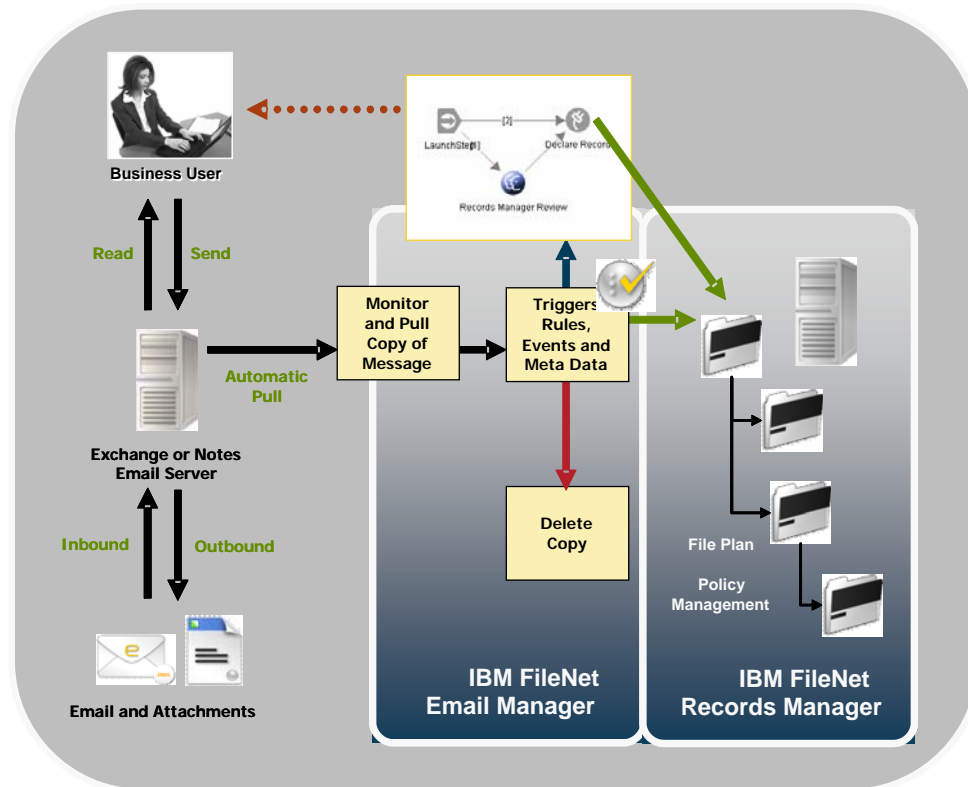 Business User
Read
Send
Exchange or Notes
Email Server
Inbound
Outbound
e
Email and Attachments
Automatic
Pull
Monitor
and Pull
Copy of
Message
[2]
LaunchStep
Declare Record
Records Manager Review
Triggers,
Rules,
Events and
Meta Data
Delete
Copy
IBM FileNet
Email Manager
File Plan
Policy
Management
IBM FileNet
Records Manager